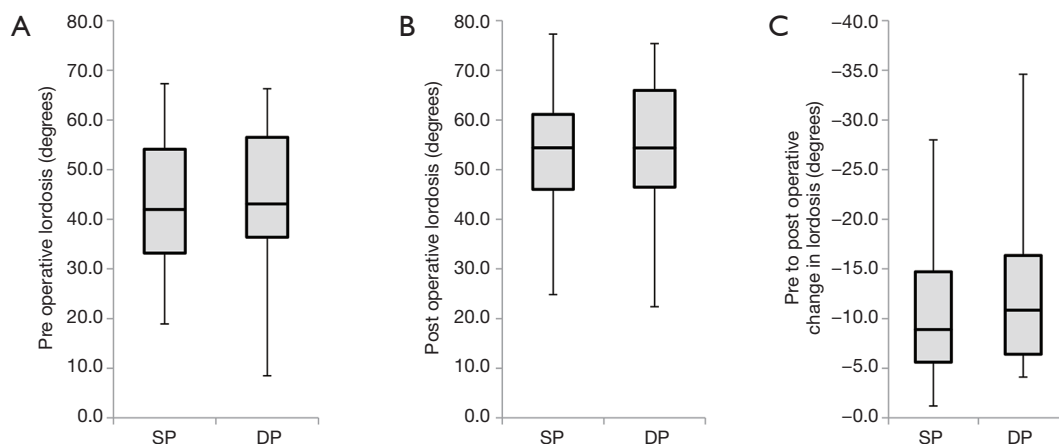 A
Pre operative lordosis (degrees)
80.0
70.0
60.0
50.0
40.0
30.0
20.0
10.0
0.0
SP
DP
B
Post operative lordosis (degrees)
80.0
70.0
60.0
50.0
40.0
30.0
20.0
10.0
0.0
SP
DP
C
Pre to post operative
change in lordosis (degrees)
–40.0
–35.0
–30.0
–25.0
–20.0
–15.0
–10.0
–5.0
–0.0
SP
DP